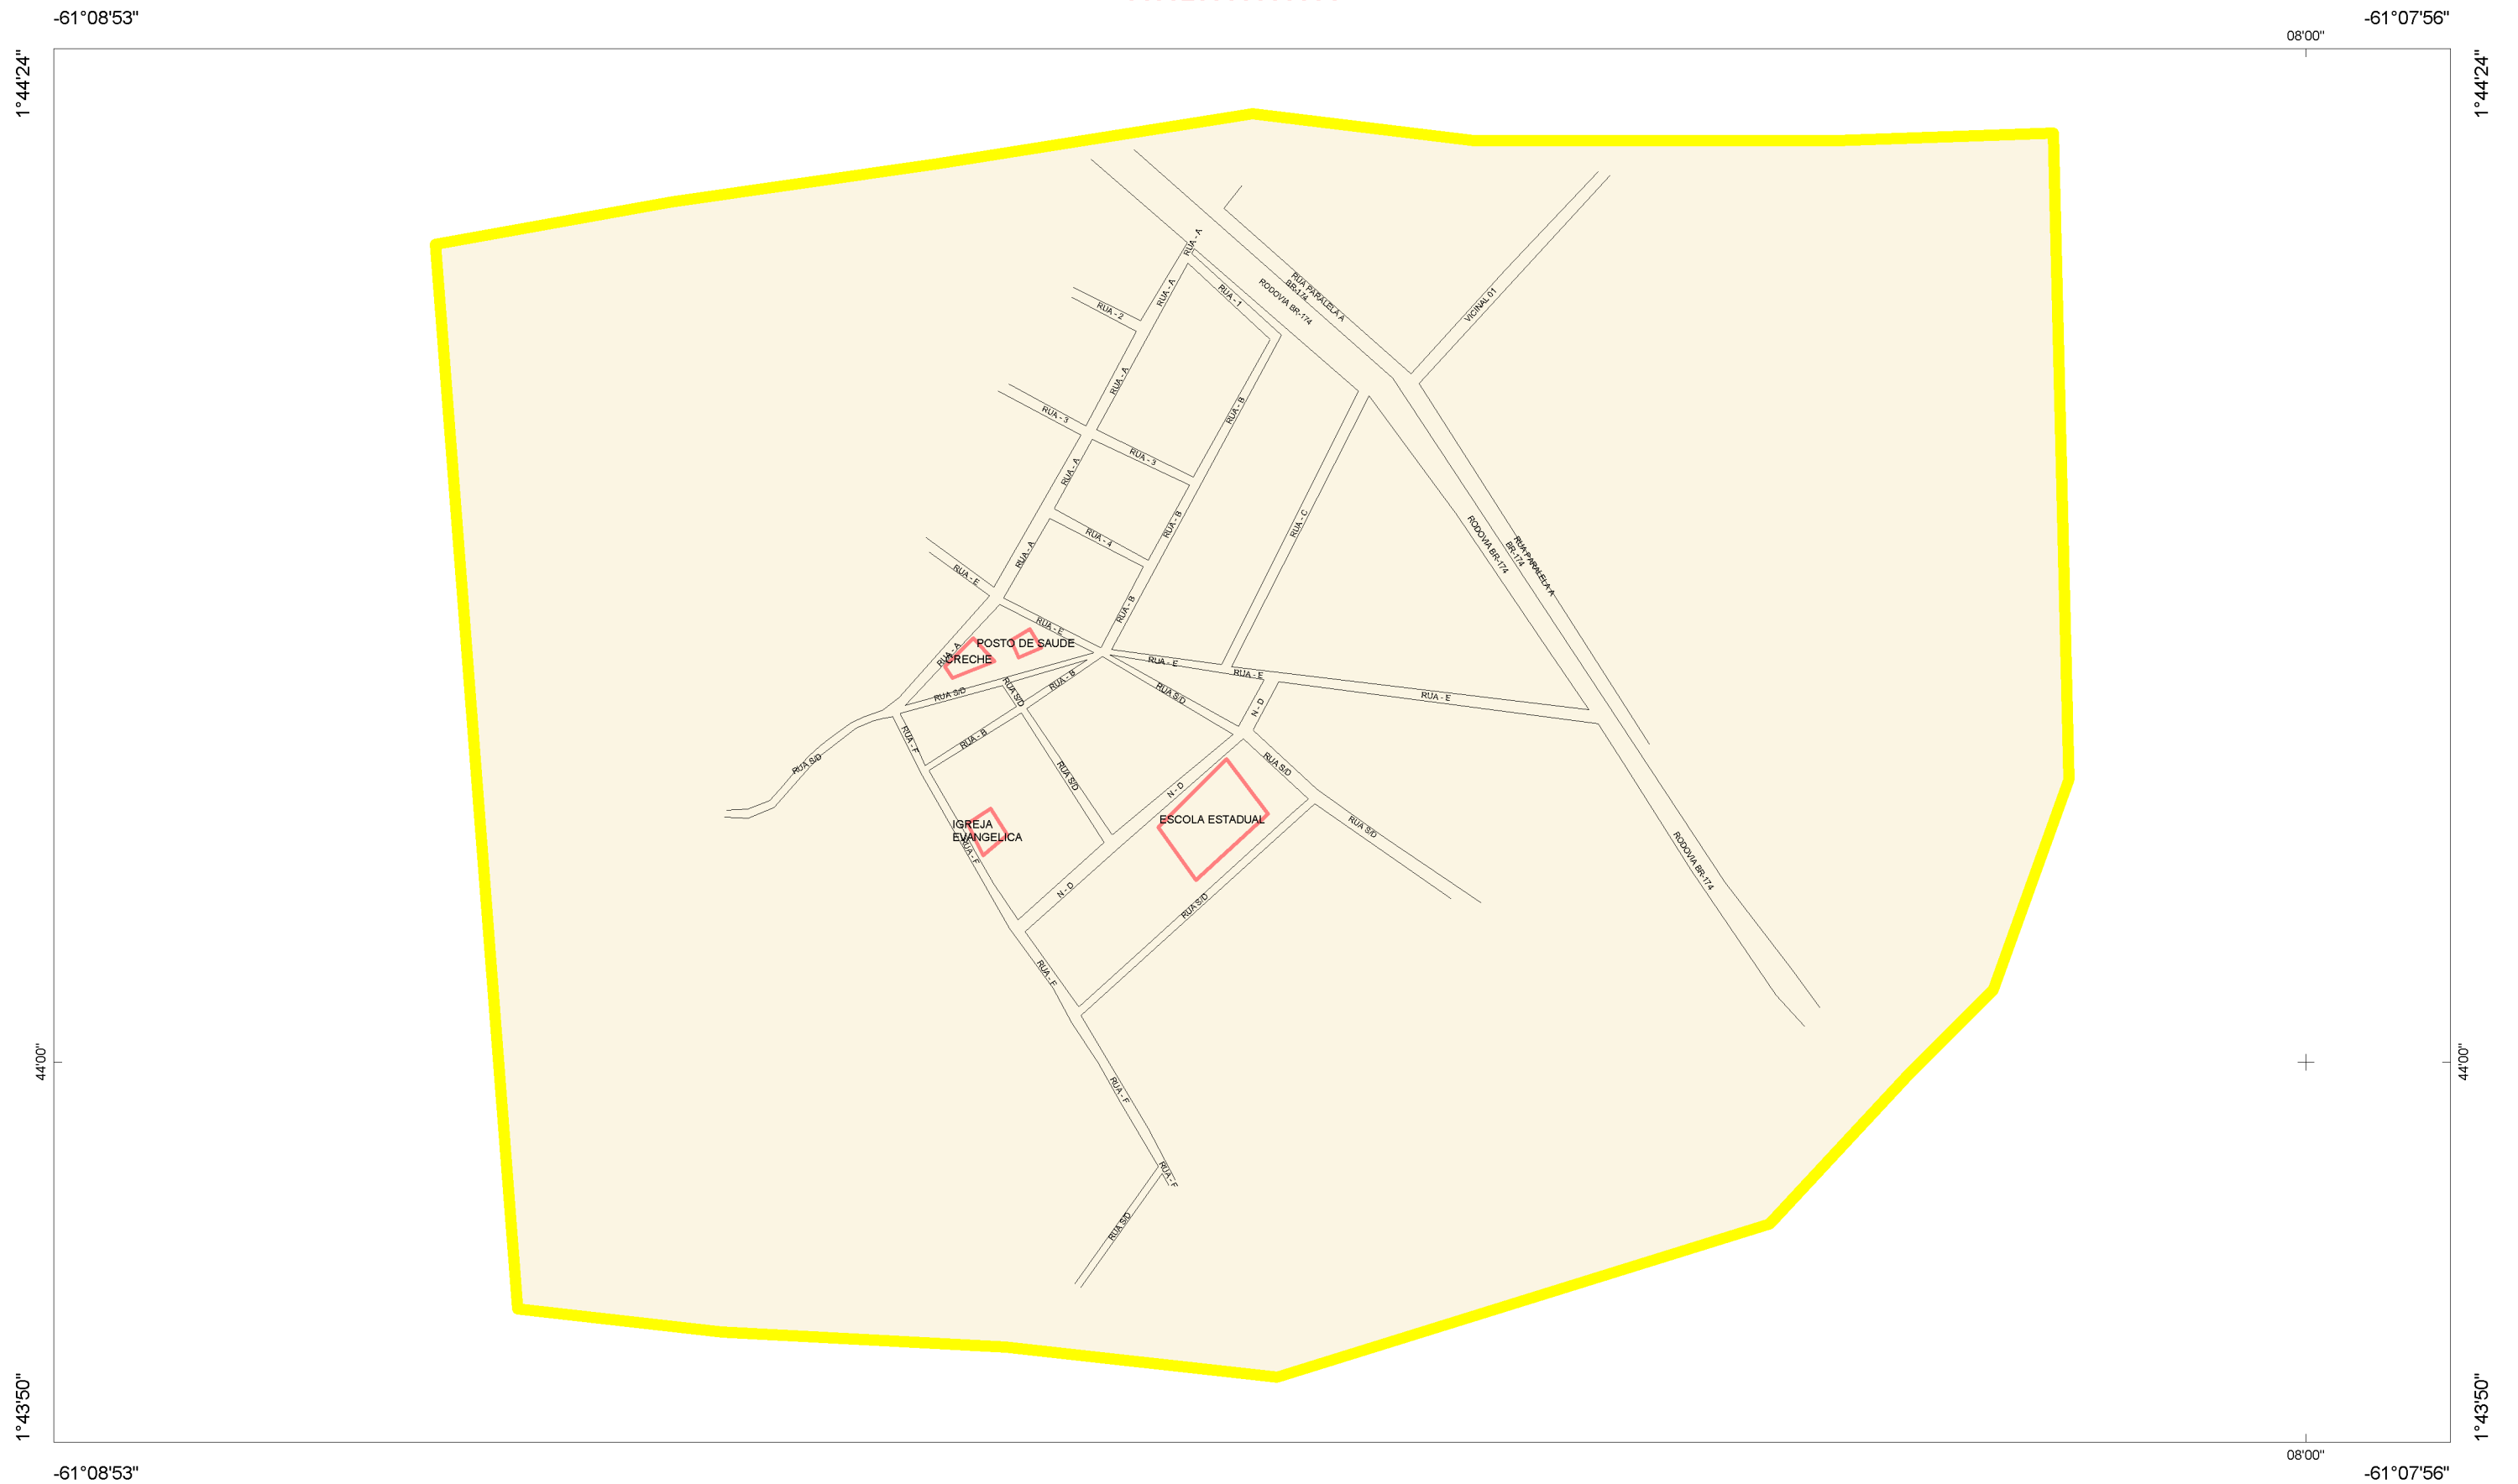 -61°08'53"
-61°07'56"
08'00"
1°44'24"
1°44'24"
RUA - A
RUA - A
RUA - 1
RUA PARALELA A
BR-174
RODOVIA BR-174
VICINAL 01
RUA - 2
RUA - A
RUA - 3
RUA - B
RUA - 3
RUA - A
RUA - B
RUA - C
RUA - 4
RUA - A
RODOVIA BR-174
RUA PARALELA A
BR-174
RUA - E
RUA - B
RUA - E
POSTO DE SAUDE
RUA - A
CRECHE
RUA - E
RUA - E
RUA - E
RUA S/D
RUA S/D
RUA - B
RUA S/D
N - D
RUA - F
RUA - B
RUA S/D
RUA S/D
RUA S/D
N - D
IGREJA
EVANGELICA
ESCOLA ESTADUAL
RUA S/D
RUA - F
RODOVIA BR-174
N - D
RUA S/D
RUA - F
44'00"
44'00"
RUA - F
RUA - F
RUA S/D
1°43'50"
1°43'50"
08'00"
-61°08'53"
-61°07'56"